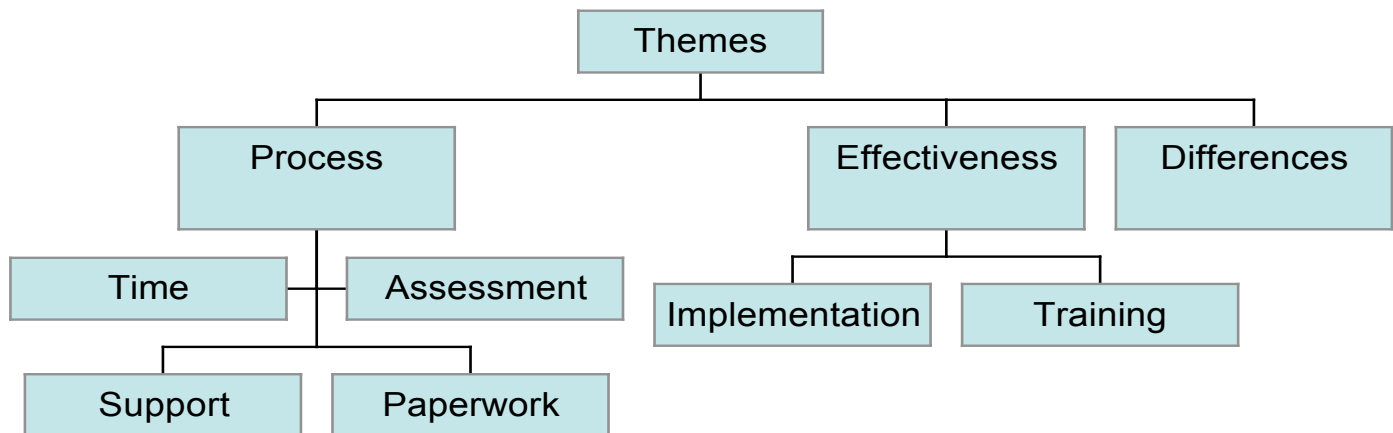 Themes
Process
Effectiveness
Differences
Time
Assessment
Implementation
Training
Support
Paperwork